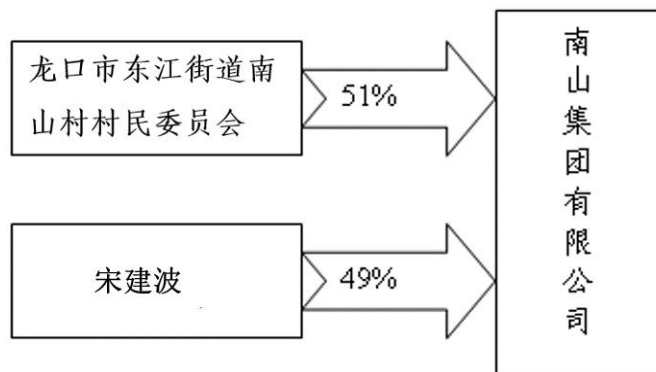 龙口市东江街道南
山村村民委员会
51%
宋建波
49%
南山集团有限公司